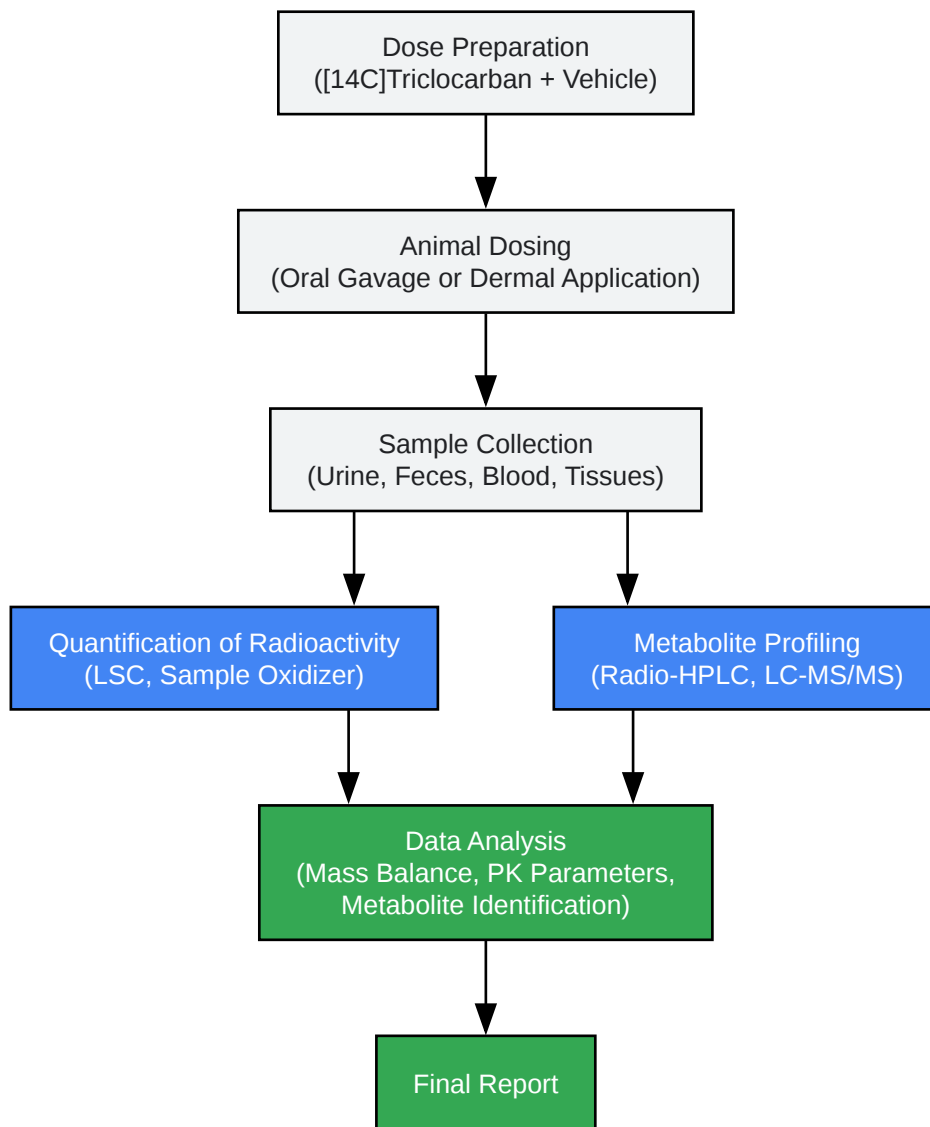 Dose Preparation
([14C]Triclocarban + Vehicle)
Animal Dosing
(Oral Gavage or Dermal Application)
Sample Collection
(Urine, Feces, Blood, Tissues)
Quantification of Radioactivity
(LSC, Sample Oxidizer)
Metabolite Profiling
(Radio-HPLC, LC-MS/MS)
Data Analysis
(Mass Balance, PK Parameters,
Metabolite Identification)
Final Report